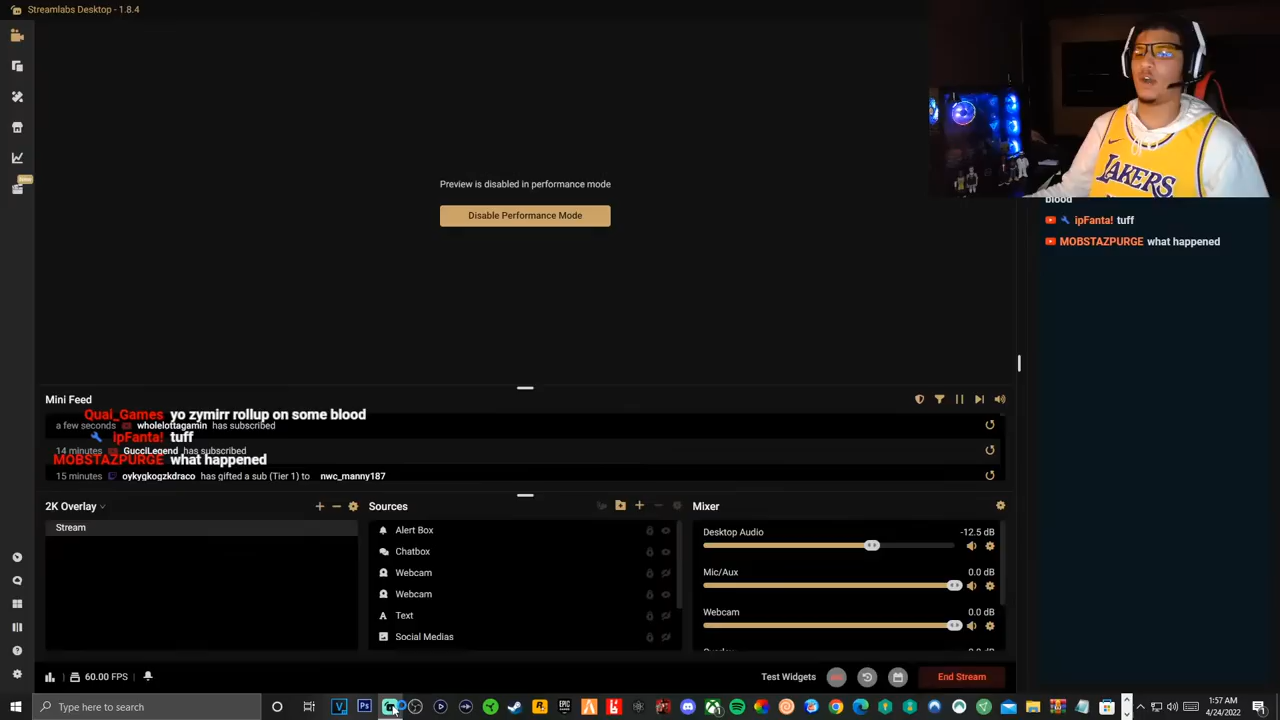 Streamlabs Desktop - 1.8.4
Preview is disabled in performance mode
Disable Performance Mode
LAKERS
blood
ipFanta! tuff
MOBSTAZPURGE what happened
Mini Feed
Quai_Games yo zymirr rollup on some blood
a few seconds wholelottagamin has subscribed
ipFanta! tuff
14 minutes GucciLegend has subscribed
MOBSTAZPURGE what happened
15 minutes oykygkogzkdraco has gifted a sub (Tier 1) to nwc_manny187
2K Overlay
Sources
Mixer
Stream
Alert Box
Chatbox
Webcam
Webcam
Text
Social Medias
Desktop Audio -12.5 dB
Mic/Aux 0.0 dB
Webcam 0.0 dB
60.00 FPS
Test Widgets
REC
End Stream
Type here to search
1:57 AM
4/24/2022